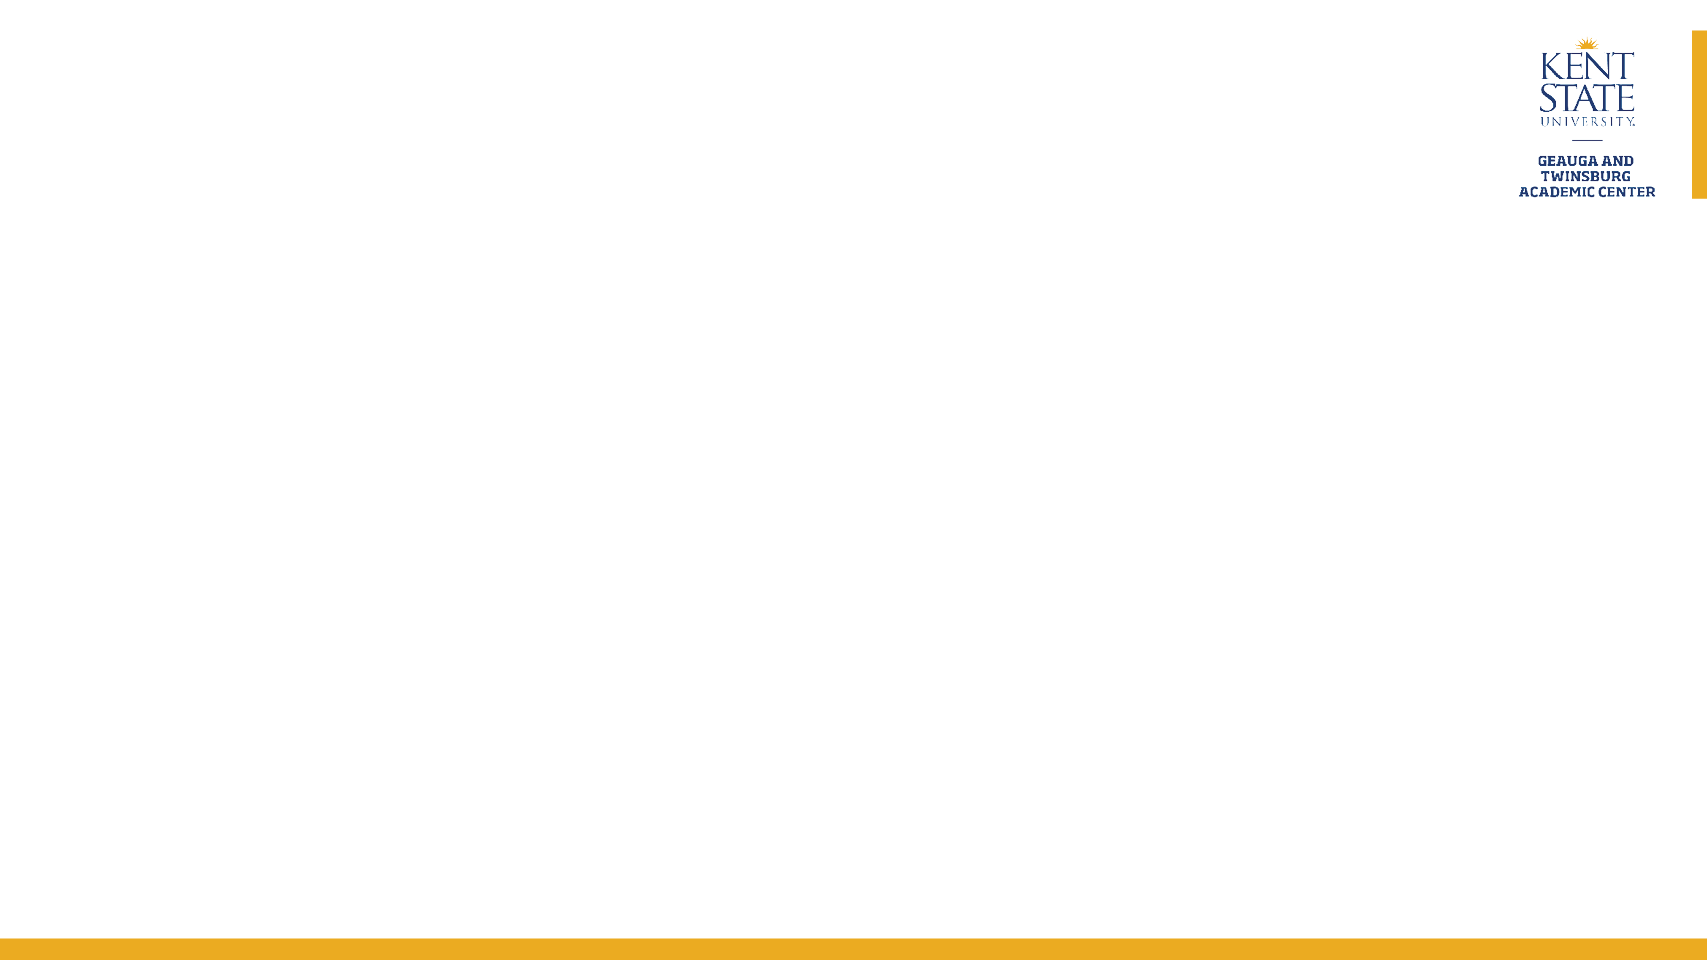 KENT
STATE
UNIVERSITY.
GEAUGA AND
TWINSBURG
ACADEMIC CENTER